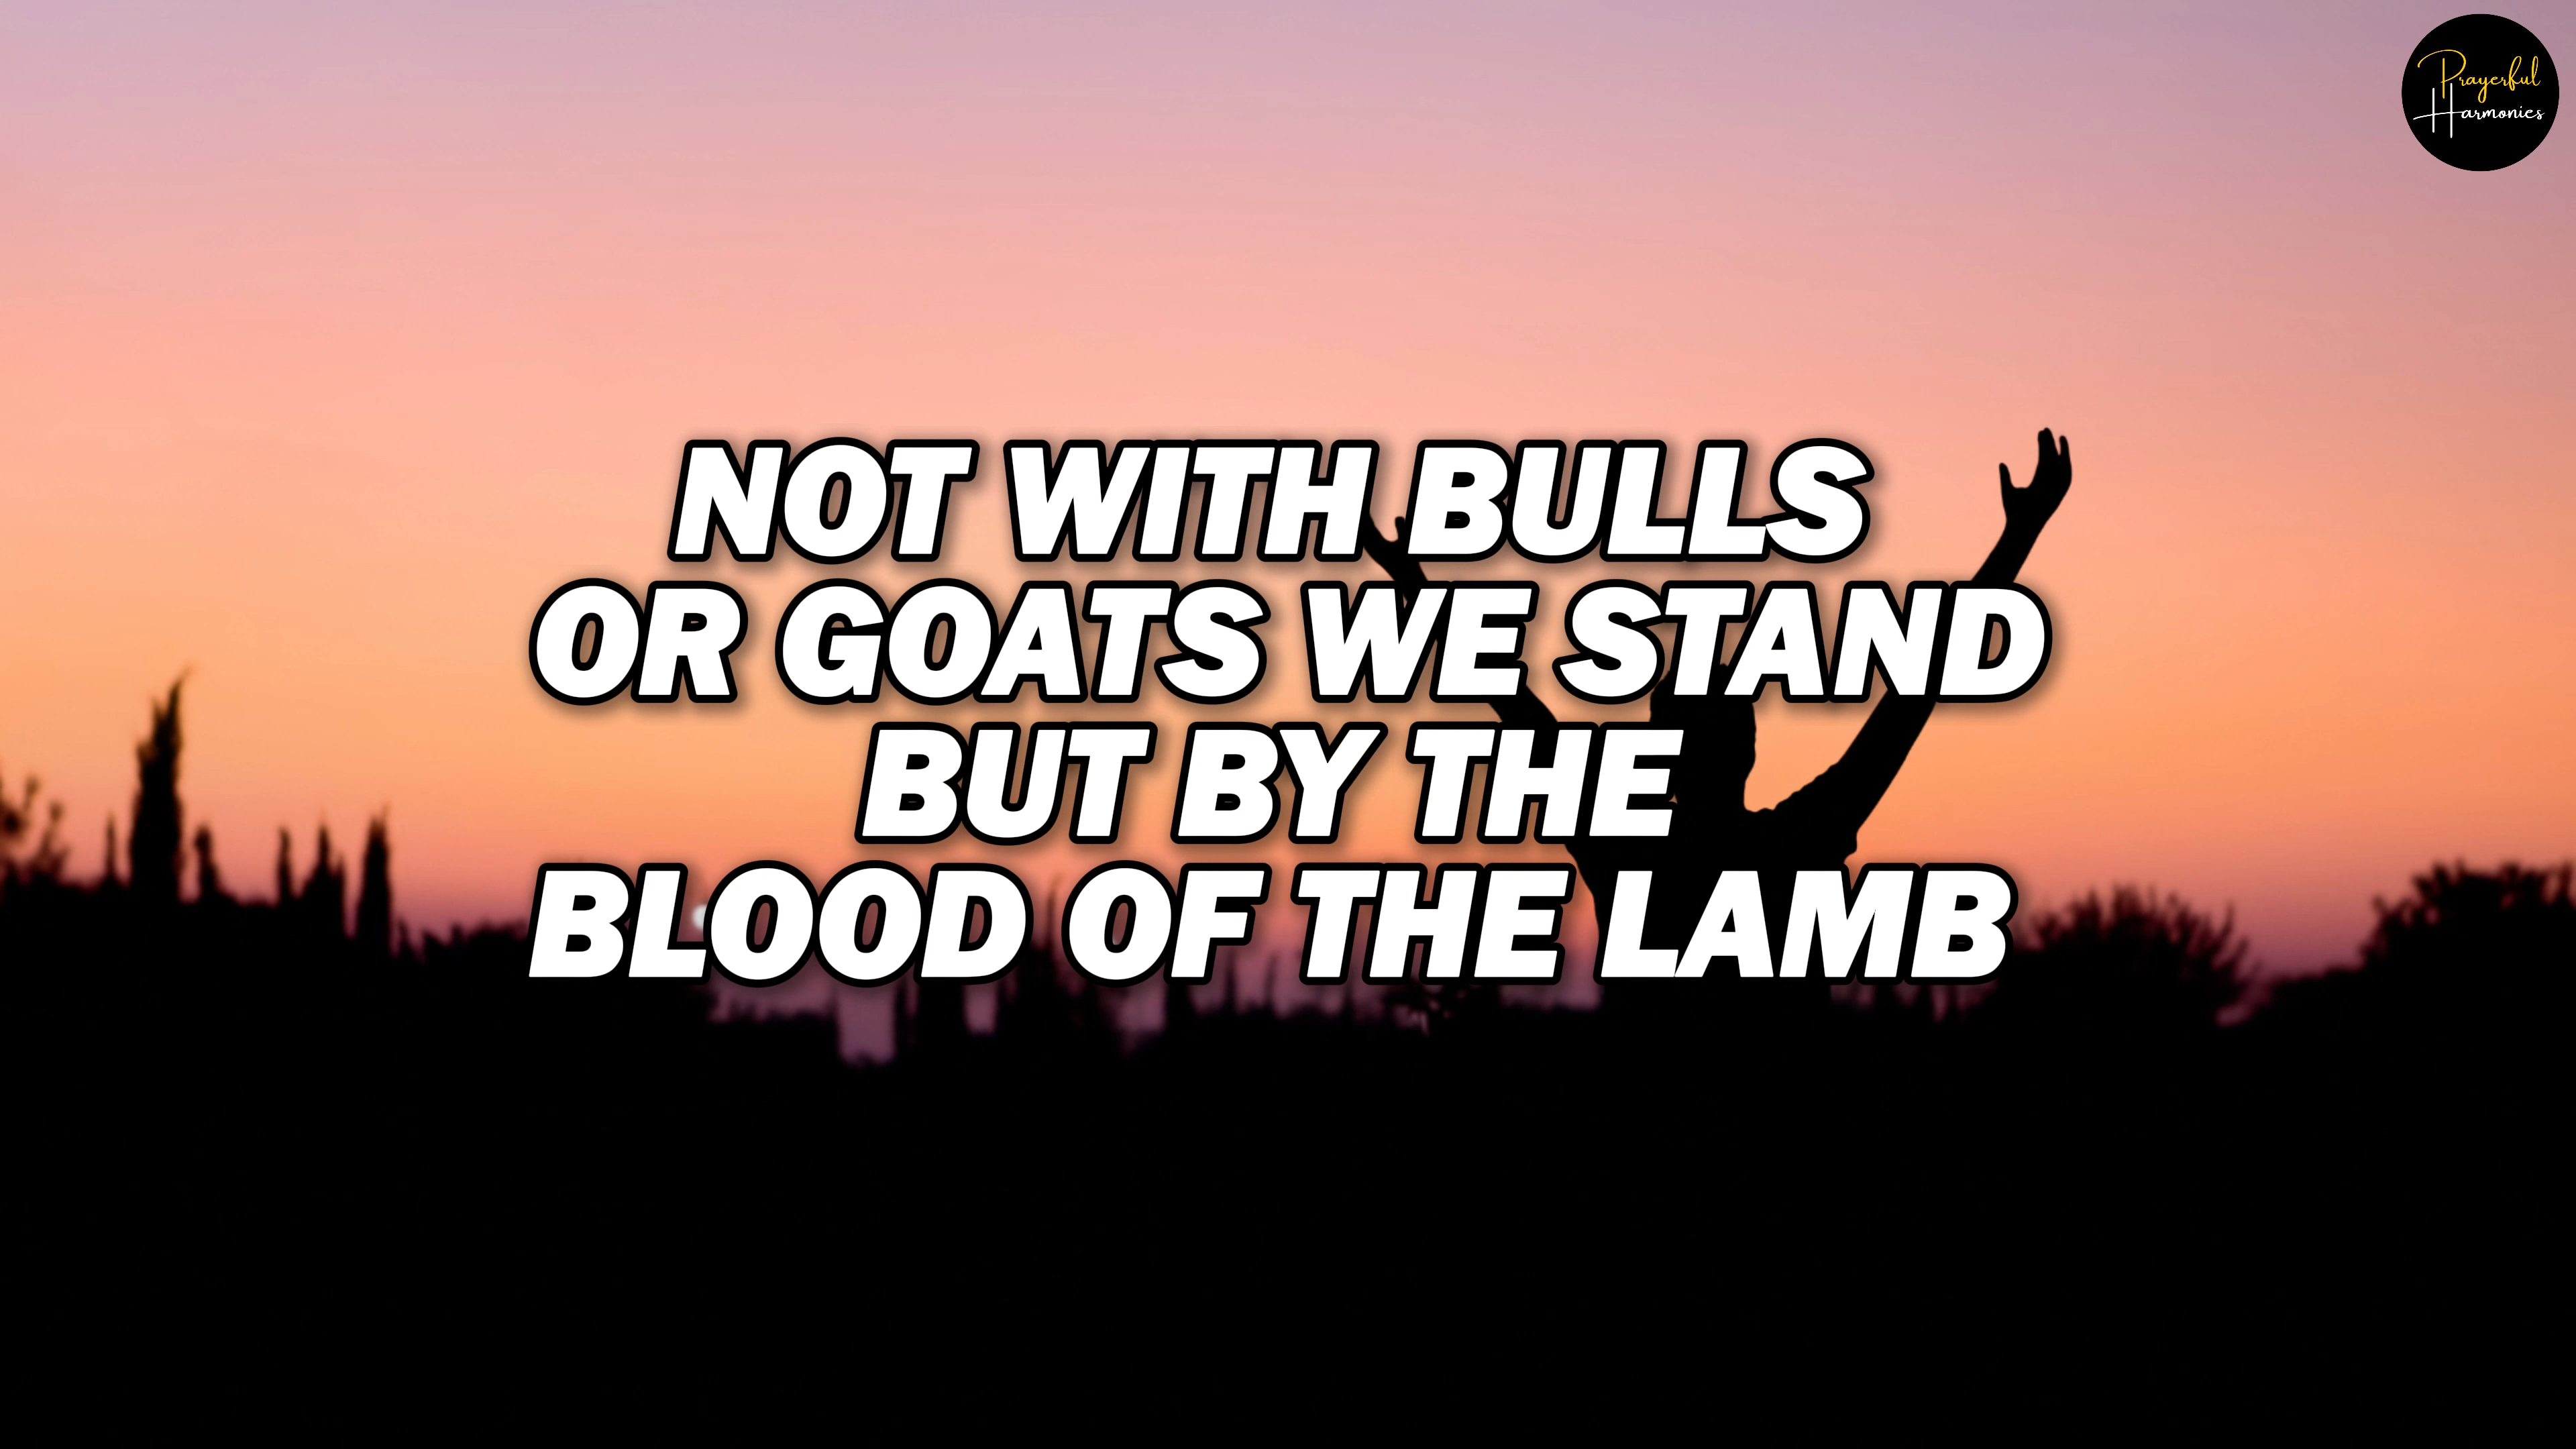 Prayerful
Harmonies
NOT WITH BULLS
OR GOATS WE STAND
BUT BY THE
BLOOD OF THE LAMB